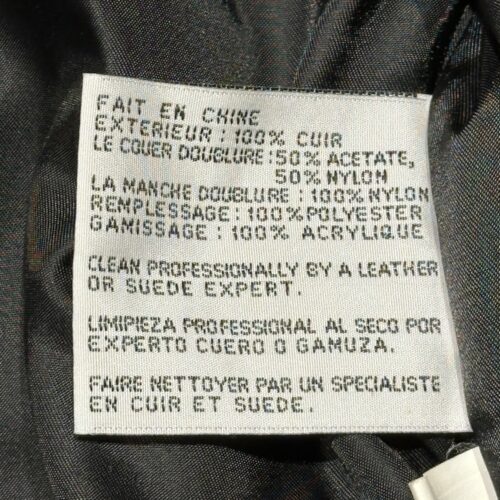 FAIT EN CHINE
EXTERIEUR : 100% CUIR
LE COUER DOUBLURE : 50% ACETATE,
50% NYLON
LA MANCHE DOUBLURE : 100% NYLON
REMPLESSAGE : 100% POLYESTER
GAMISSAGE : 100% ACRYLIQUE
CLEAN PROFESSIONALLY BY A LEATHER
OR SUEDE EXPERT.
LIMIPIEZA PROFESSIONAL AL SECO POR
EXPERTO CUERO O GAMUZA.
FAIRE NETTOYER PAR UN SPECIALISTE
EN CUIR ET SUEDE.